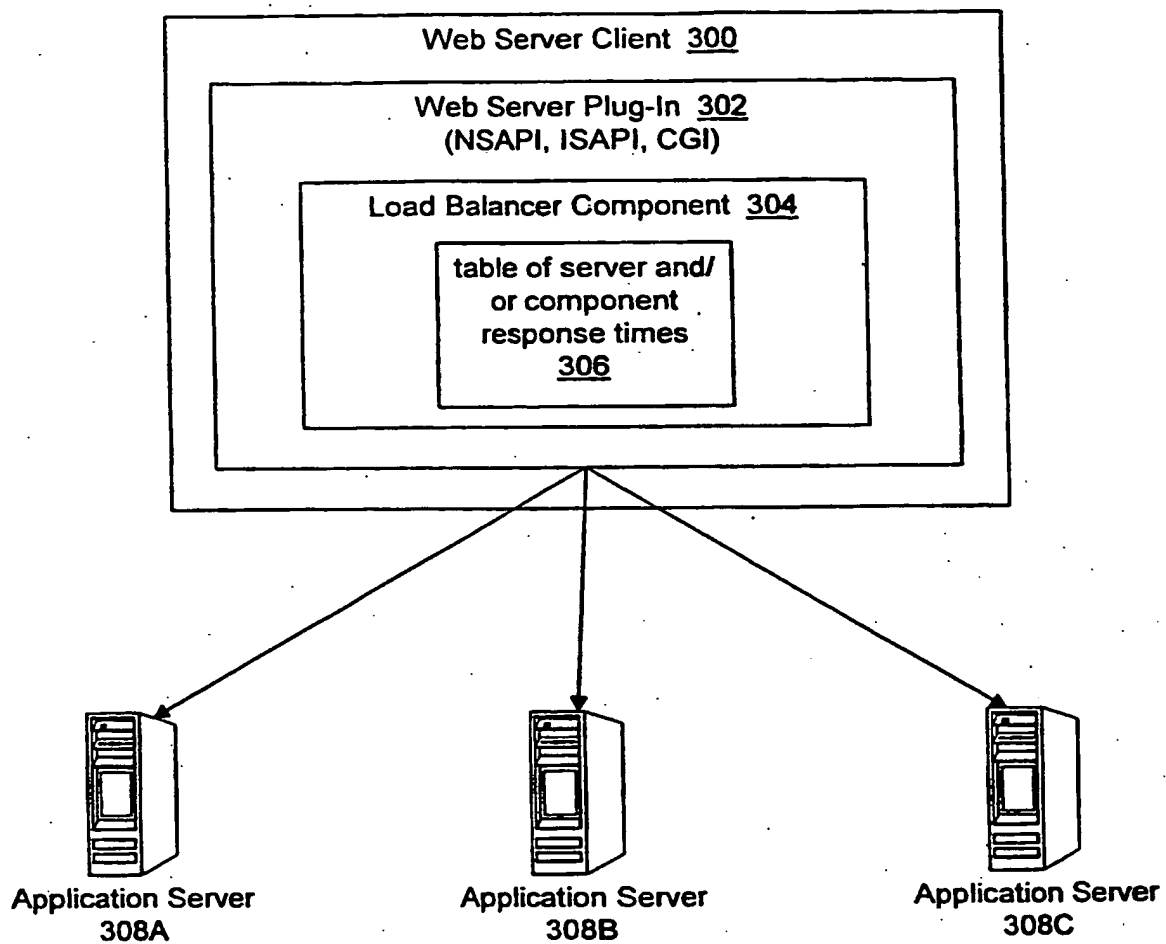 Web Server Client 300
Web Server Plug-In 302
(NSAPI, ISAPI, CGI)
Load Balancer Component 304
table of server and/
or component
response times
306
Application Server
308A
Application Server
308B
Application Server
308C